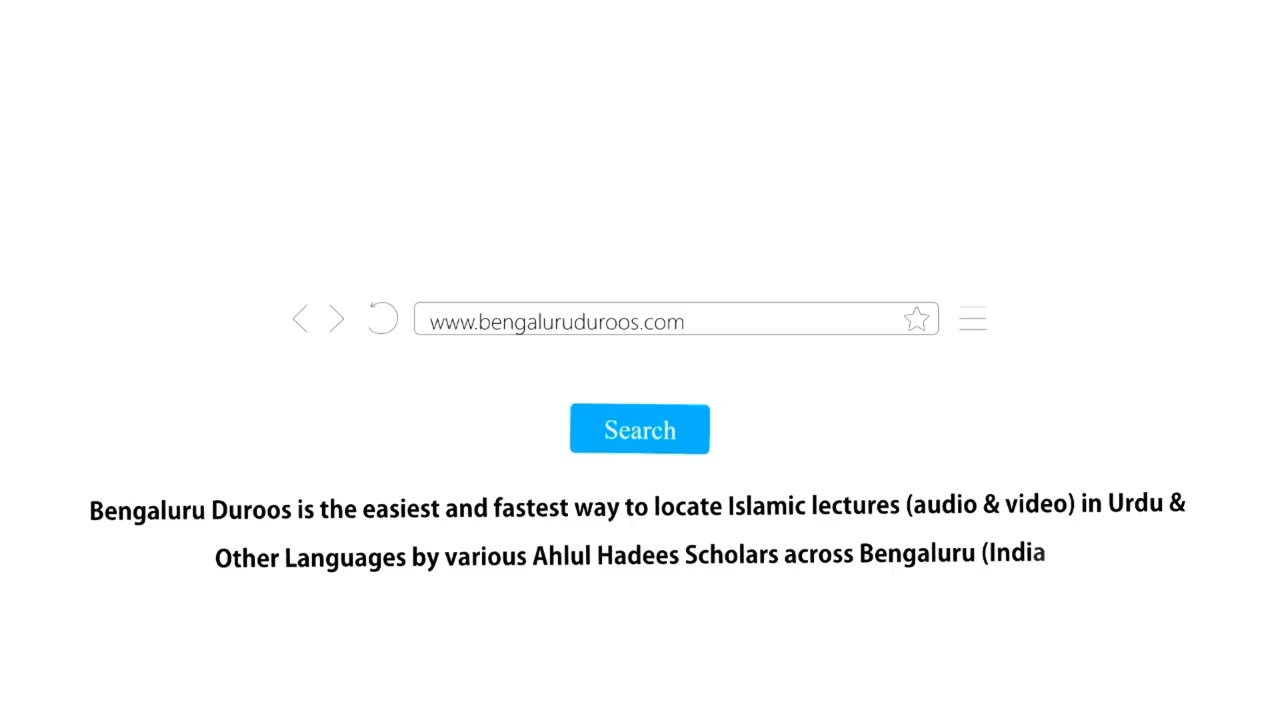 www.bengaluruduroos.com
Search
Bengaluru Duroos is the easiest and fastest way to locate Islamic lectures (audio & video) in Urdu &
Other Languages by various Ahlul Hadees Scholars across Bengaluru (India